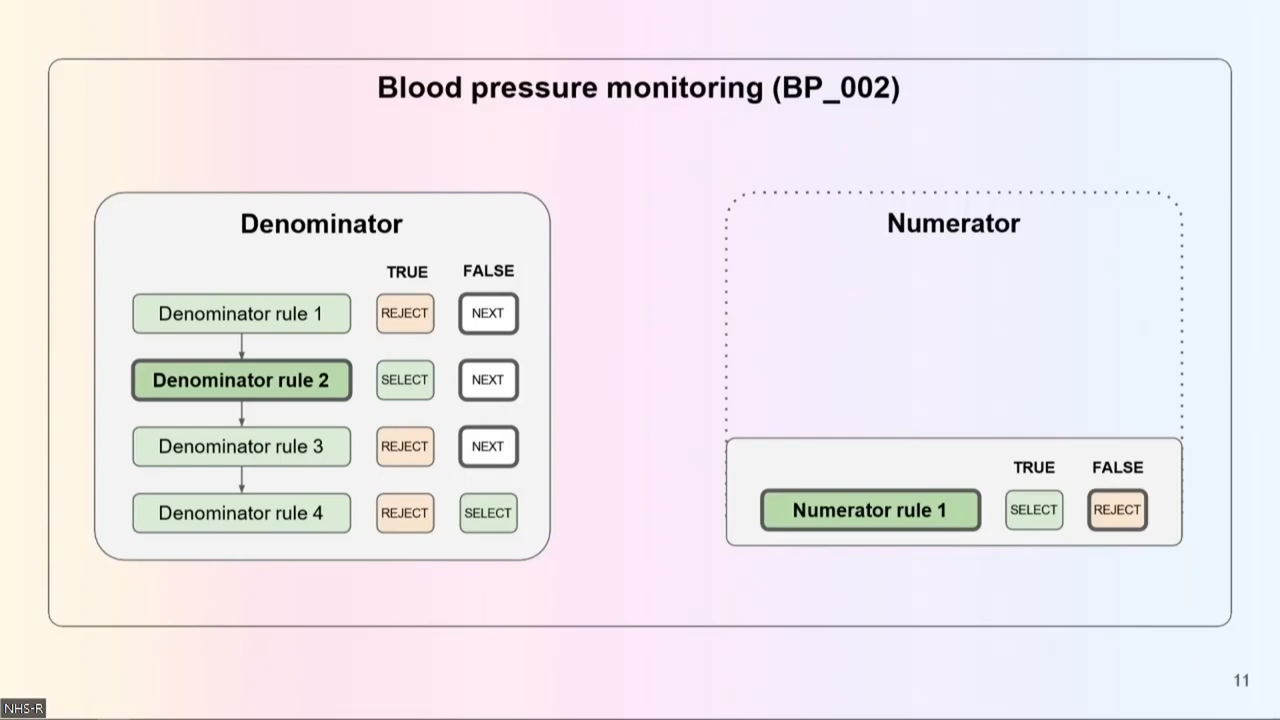 Blood pressure monitoring (BP_002)
Denominator
TRUE FALSE
Denominator rule 1 REJECT NEXT
Denominator rule 2 SELECT NEXT
Denominator rule 3 REJECT NEXT
Denominator rule 4 REJECT SELECT
Numerator
TRUE FALSE
Numerator rule 1 SELECT REJECT
11
NHS-R